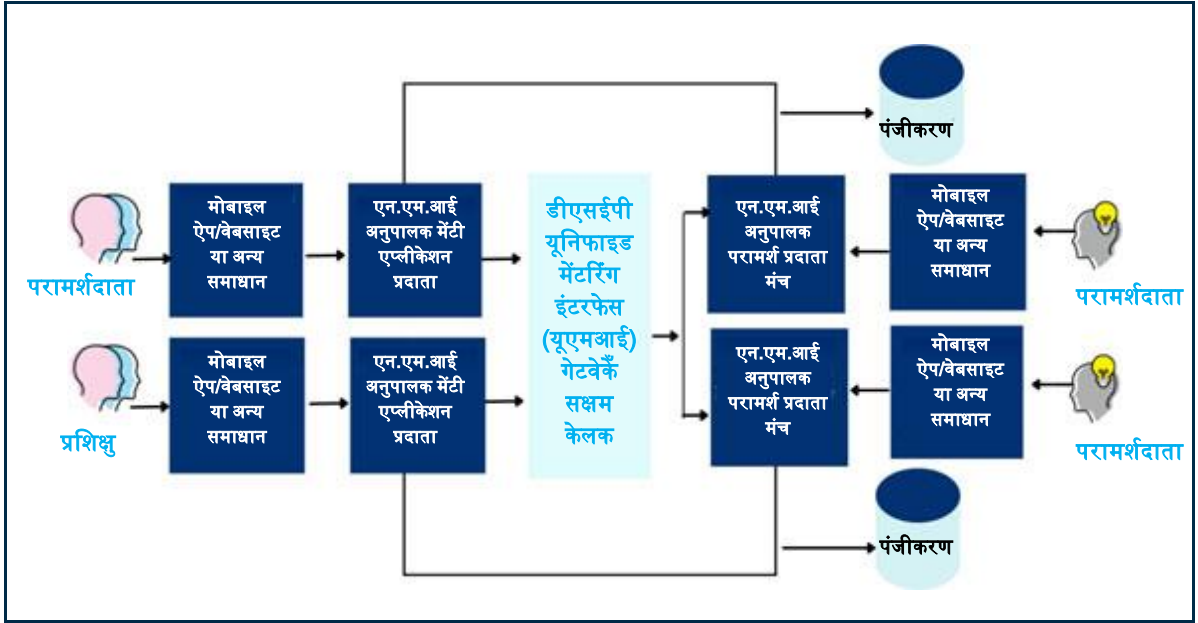 पंजीकरण
परामर्शदाता
मोबाइल
ऐप/वेबसाइट
या अन्य
समाधान
एन.एम.आई
अनुपालक मेंटी
एप्लीकेशन
प्रदाता
डीएसईपी
यूनिफाइड
मेंटरिंग
इंटरफेस
(यूएमआई)
गेटवेकेँ
सक्षम
केलक
एन.एम.आई
अनुपालक
परामर्श प्रदाता
मंच
मोबाइल
ऐप/वेबसाइट
या अन्य
समाधान
परामर्शदाता
प्रशिक्षु
मोबाइल
ऐप/वेबसाइट
या अन्य
समाधान
एन.एम.आई
अनुपालक मेंटी
एप्लीकेशन
प्रदाता
एन.एम.आई
अनुपालक
परामर्श प्रदाता
मंच
मोबाइल
ऐप/वेबसाइट
या अन्य
समाधान
परामर्शदाता
पंजीकरण